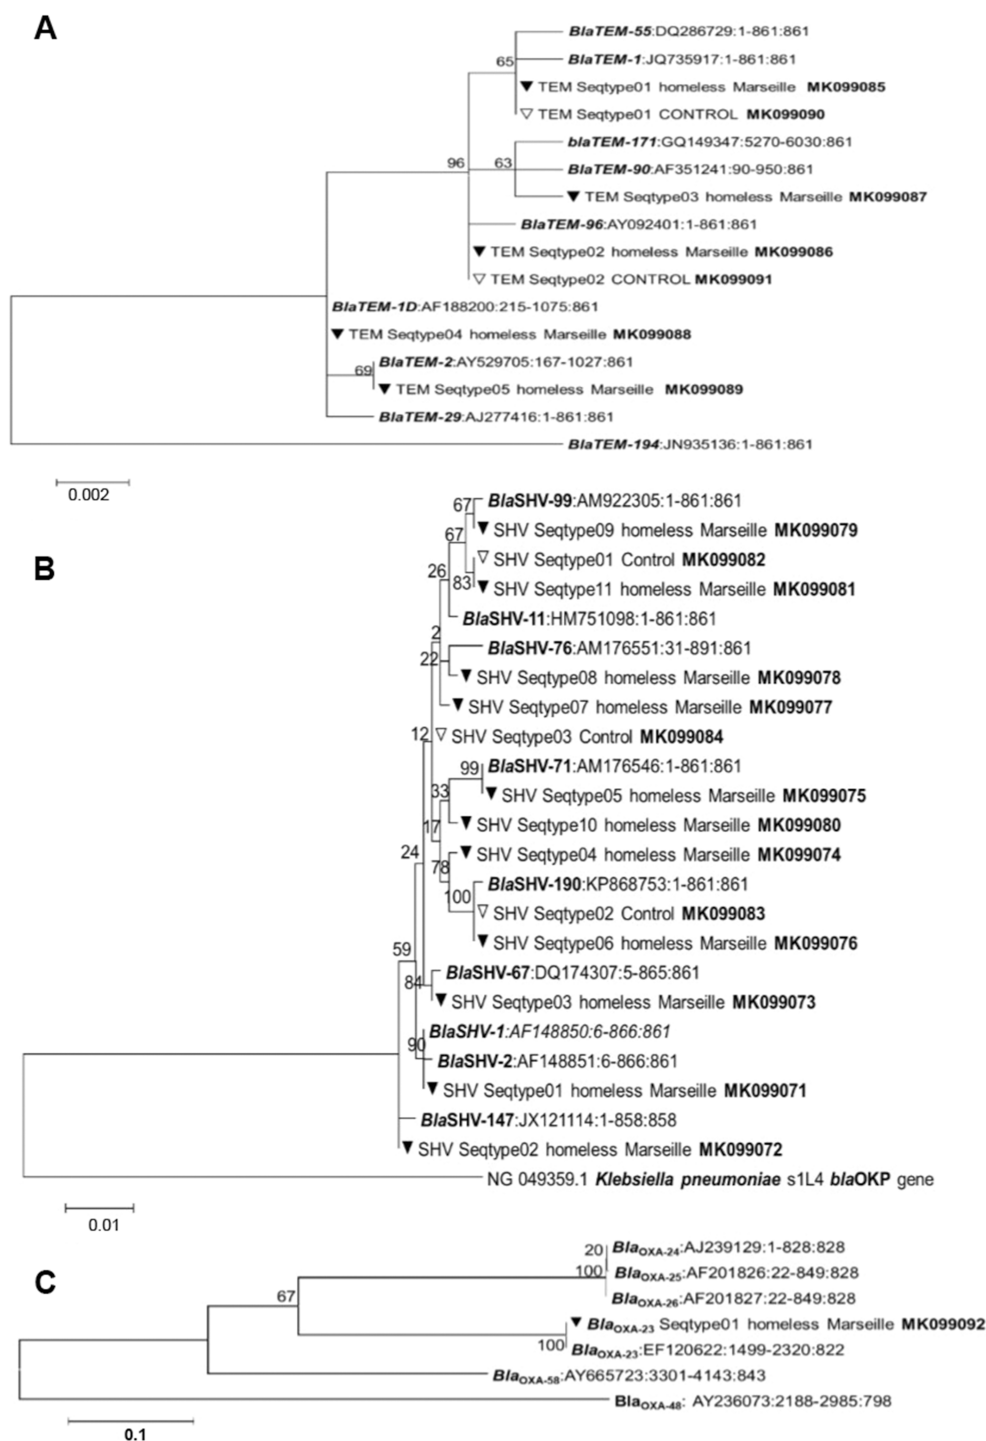 A
BlaTEM-55:DQ286729:1-861:861
65
BlaTEM-1:JQ735917:1-861:861
▼ TEM Seqtype01 homeless Marseille MK099085
▽ TEM Seqtype01 CONTROL MK099090
blaTEM-171:GQ149347:5270-6030:861
96
63
BlaTEM-90:AF351241:90-950:861
▼ TEM Seqtype03 homeless Marseille MK099087
BlaTEM-96:AY092401:1-861:861
▼ TEM Seqtype02 homeless Marseille MK099086
▽ TEM Seqtype02 CONTROL MK099091
BlaTEM-1D:AF188200:215-1075:861
▼ TEM Seqtype04 homeless Marseille MK099088
BlaTEM-2:AY529705:167-1027:861
69
▼ TEM Seqtype05 homeless Marseille MK099089
BlaTEM-29:AJ277416:1-861:861
BlaTEM-194:JN935136:1-861:861
0.002
B
BlaSHV-99:AM922305:1-861:861
67
▼ SHV Seqtype09 homeless Marseille MK099079
67
▽ SHV Seqtype01 Control MK099082
26
83
▼ SHV Seqtype11 homeless Marseille MK099081
BlaSHV-11:HM751098:1-861:861
2
BlaSHV-76:AM176551:31-891:861
22
▼ SHV Seqtype08 homeless Marseille MK099078
▼ SHV Seqtype07 homeless Marseille MK099077
12
▽ SHV Seqtype03 Control MK099084
99
BlaSHV-71:AM176546:1-861:861
33
▼ SHV Seqtype05 homeless Marseille MK099075
17
▼ SHV Seqtype10 homeless Marseille MK099080
24
▼ SHV Seqtype04 homeless Marseille MK099074
78
BlaSHV-190:KP868753:1-861:861
100
▽ SHV Seqtype02 Control MK099083
▼ SHV Seqtype06 homeless Marseille MK099076
59
BlaSHV-67:DQ174307:5-865:861
84
▼ SHV Seqtype03 homeless Marseille MK099073
BlaSHV-1:AF148850:6-866:861
90
BlaSHV-2:AF148851:6-866:861
▼ SHV Seqtype01 homeless Marseille MK099071
BlaSHV-147:JX121114:1-858:858
▼ SHV Seqtype02 homeless Marseille MK099072
NG 049359.1 Klebsiella pneumoniae s1L4 blaOKP gene
0.01
C
20
BlaOXA-24:AJ239129:1-828:828
100
BlaOXA-25:AF201826:22-849:828
67
BlaOXA-26:AF201827:22-849:828
▼ BlaOXA-23 Seqtype01 homeless Marseille MK099092
100
BlaOXA-23:EF120622:1499-2320:822
BlaOXA-58:AY665723:3301-4143:843
BlaOXA-48: AY236073:2188-2985:798
0.1